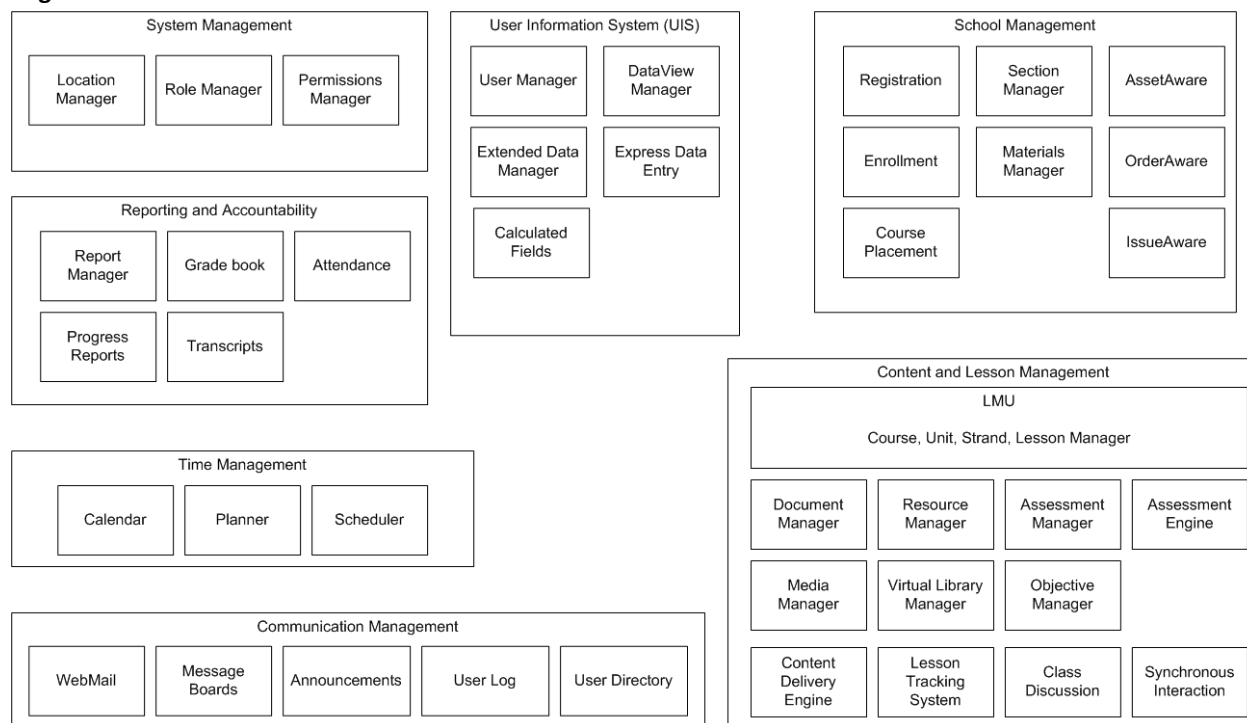 System Management
Location
Manager
Role Manager
Permissions
Manager
User Information System (UIS)
User Manager
DataView
Manager
Extended Data
Manager
Express Data
Entry
Calculated
Fields
School Management
Registration
Section
Manager
AssetAware
Enrollment
Materials
Manager
OrderAware
Course
Placement
IssueAware
Reporting and Accountability
Report
Manager
Grade book
Attendance
Progress
Reports
Transcripts
Content and Lesson Management
LMU
Course, Unit, Strand, Lesson Manager
Document
Manager
Resource
Manager
Assessment
Manager
Assessment
Engine
Media
Manager
Virtual Library
Manager
Objective
Manager
Content
Delivery
Engine
Lesson
Tracking
System
Class
Discussion
Synchronous
Interaction
Time Management
Calendar
Planner
Scheduler
Communication Management
WebMail
Message
Boards
Announcements
User Log
User Directory